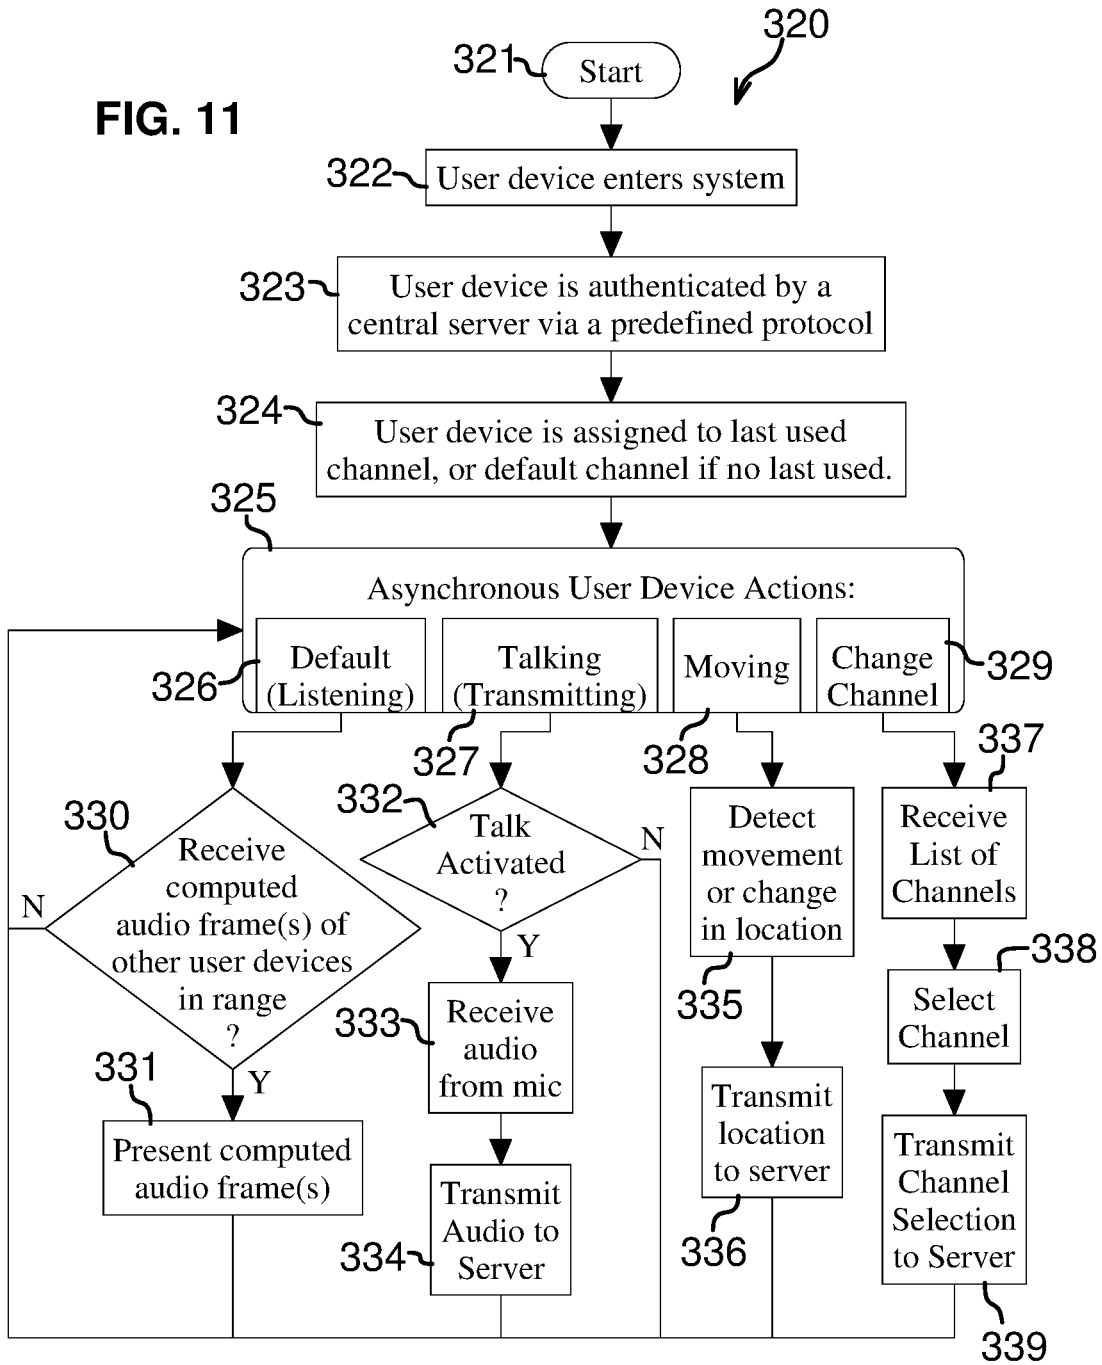 320
321
Start
FIG. 11
322
User device enters system
323
User device is authenticated by a
central server via a predefined protocol
324
User device is assigned to last used
channel, or default channel if no last used.
325
Asynchronous User Device Actions:
326
Default
(Listening)
Talking
(Transmitting)
327
Moving
328
Change
Channel
329
330
Receive
computed
audio frame(s) of
other user devices
in range
?
N
Y
331
Present computed
audio frame(s)
332
Talk
Activated
?
N
Y
333
Receive
audio
from mic
334
Transmit
Audio to
Server
Detect
movement
or change
in location
335
Transmit
location
to server
336
337
Receive
List of
Channels
338
Select
Channel
Transmit
Channel
Selection
to Server
339